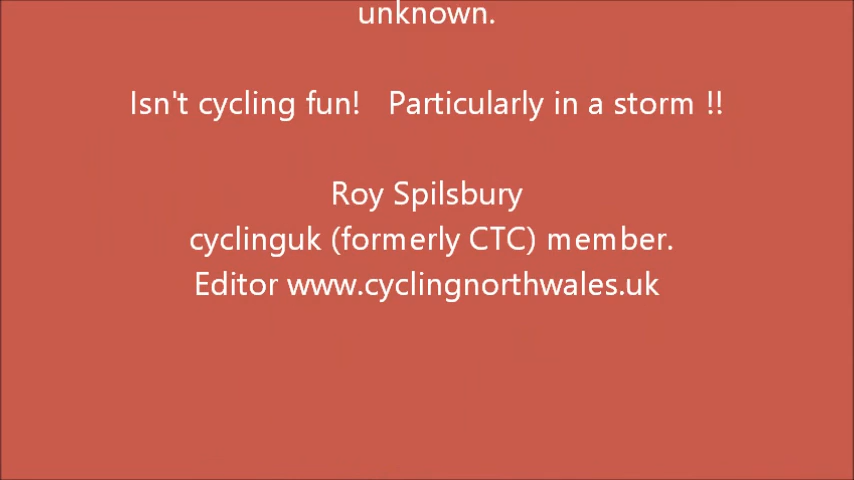 unknown.
Isn't cycling fun!   Particularly in a storm !!
Roy Spilsbury
cyclinguk (formerly CTC) member.
Editor www.cyclingnorthwales.uk